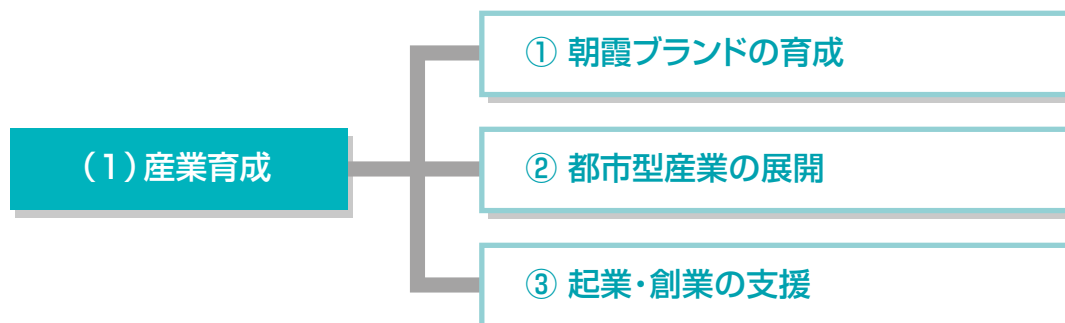 (1)産業育成
① 朝霞ブランドの育成
② 都市型産業の展開
③ 起業・創業の支援